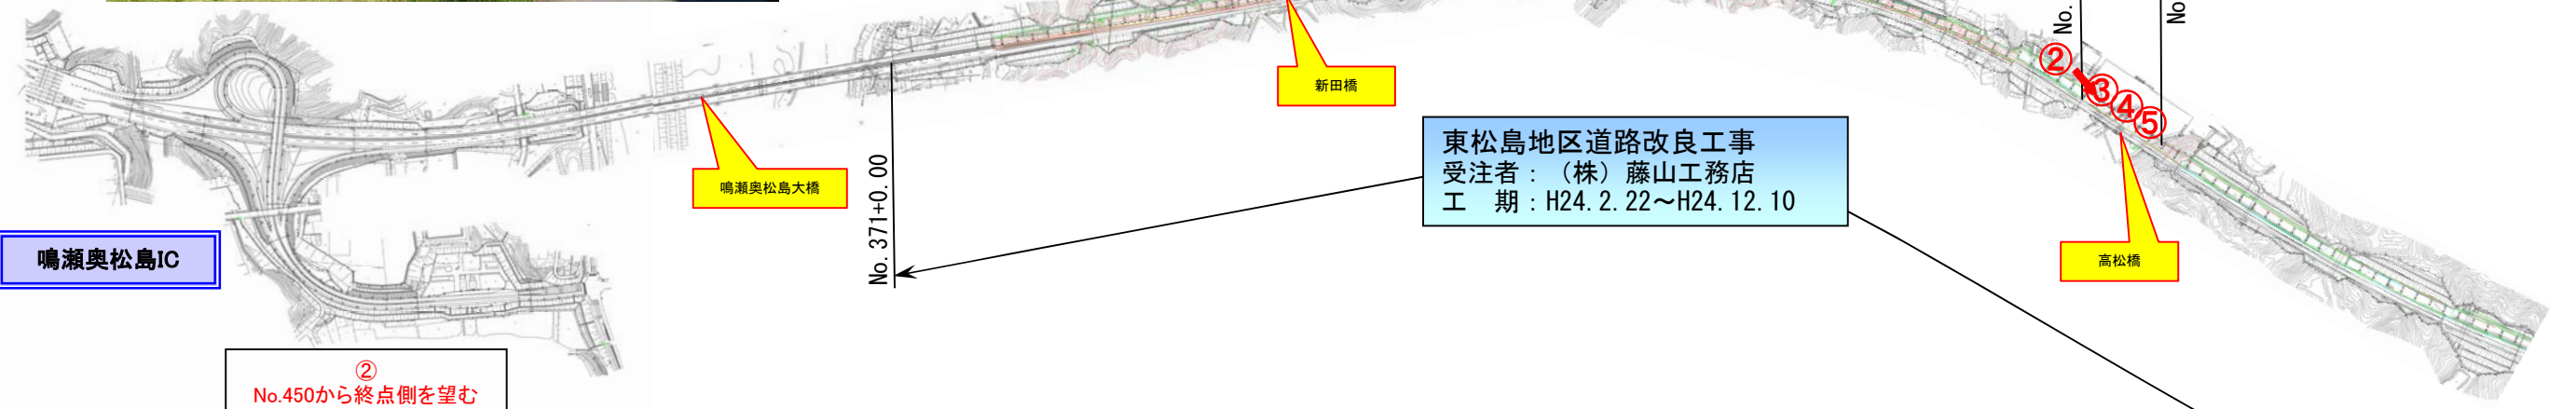 No.
No
②
③
④
⑤
新田橋
東松島地区道路改良工事
受注者：（株）藤山工務店
工　期：H24.2.22～H24.12.10
鳴瀬奥松島大橋
No.371+0.00
高松橋
鳴瀬奥松島IC
②
No.450から終点側を望む